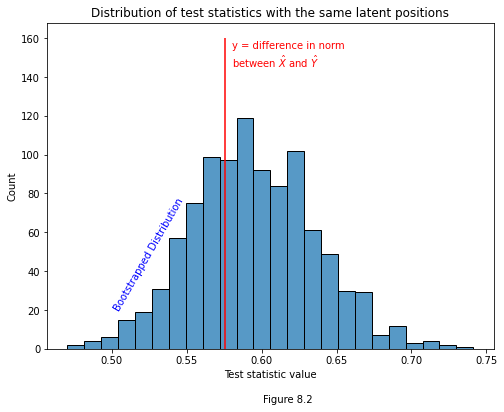 Distribution of test statistics with the same latent positions
160
140
120
100
80
60
40
20
0
Count
y = difference in norm
between X̂ and Ŷ
Bootstrapped Distribution
0.50 0.55 0.60 0.65 0.70 0.75
Test statistic value
Figure 8.2